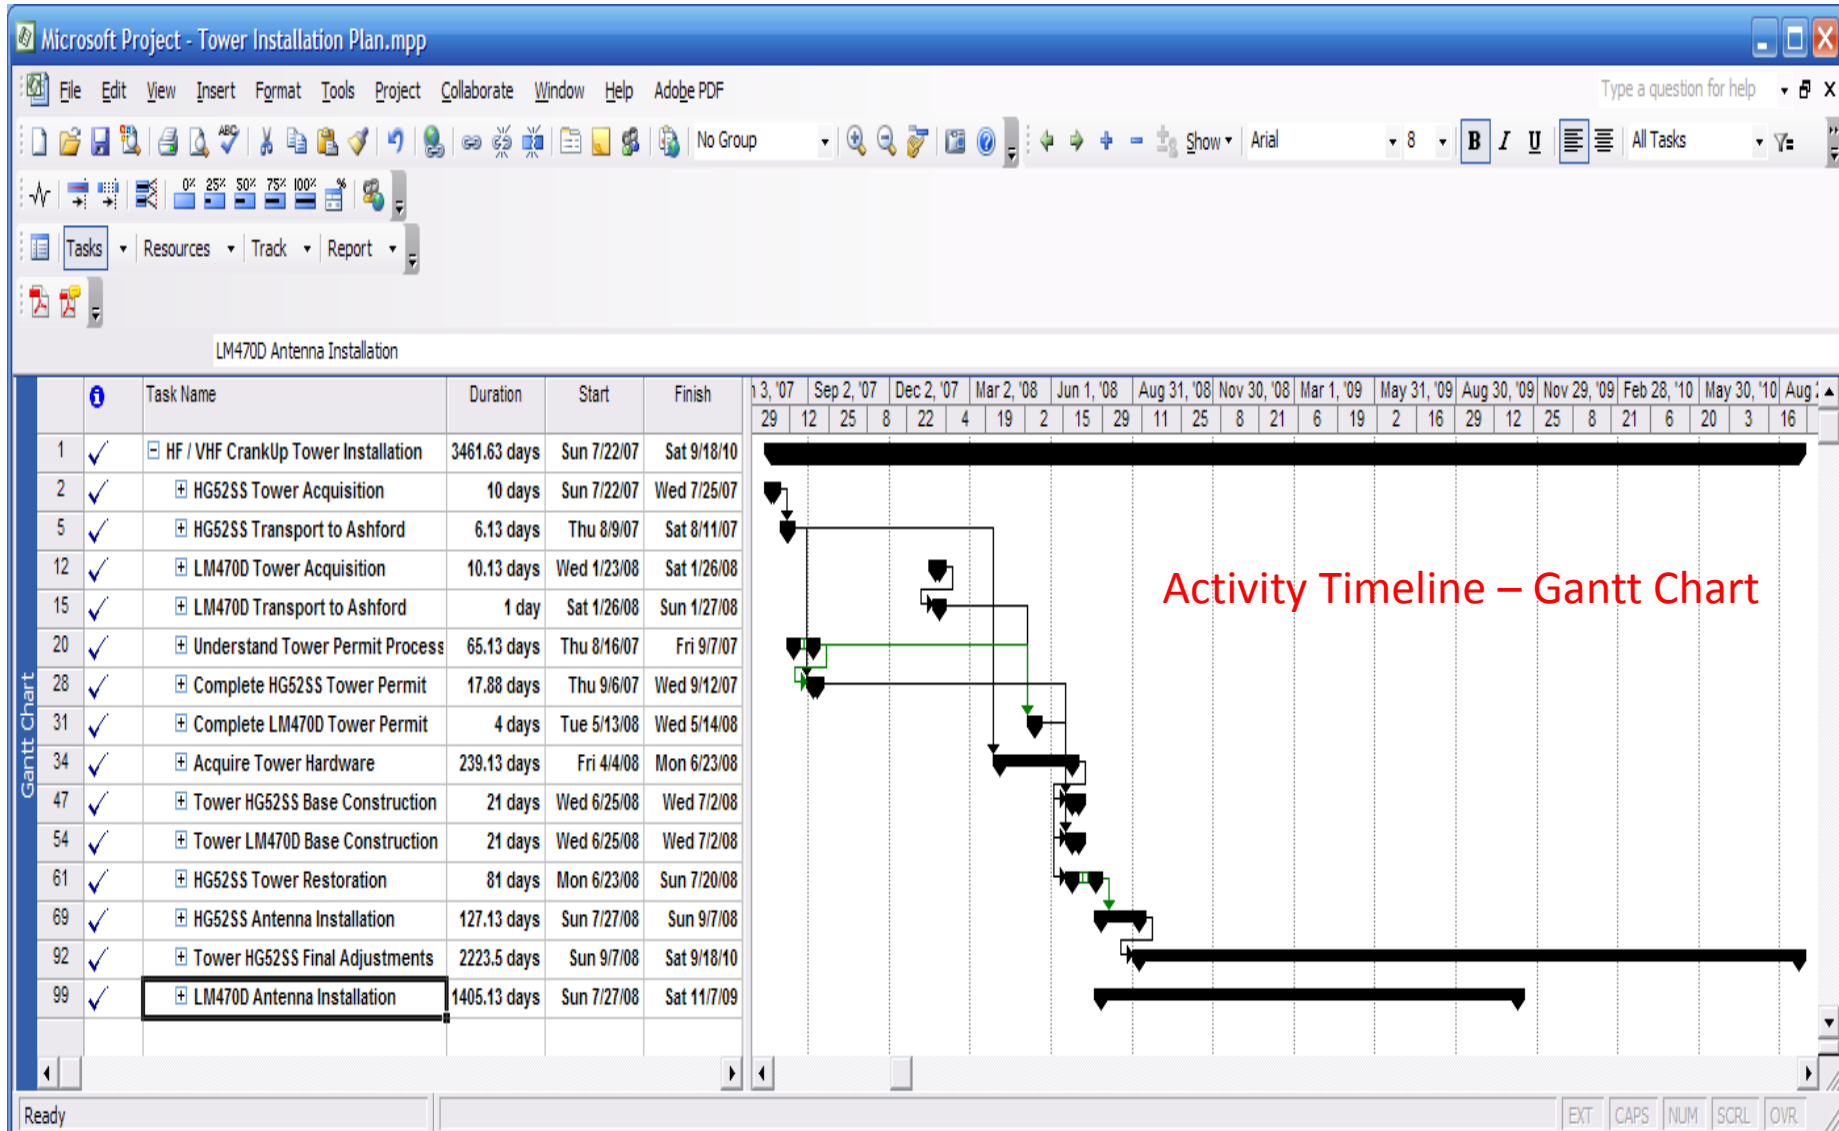 Microsoft Project - Tower Installation Plan.mpp
File Edit View Insert Format Tools Project Collaborate Window Help Adobe PDF Type a question for help
ABC No Group Show Arial 8 B I U All Tasks
0% 25% 50% 75% 100% %
Tasks Resources Track Report
LM470D Antenna Installation
Task Name Duration Start Finish 3, '07 Sep 2, '07 Dec 2, '07 Mar 2, '08 Jun 1, '08 Aug 31, '08 Nov 30, '08 Mar 1, '09 May 31, '09 Aug 30, '09 Nov 29, '09 Feb 28, '10 May 30, '10 Aug
29 12 25 8 22 4 19 2 15 29 11 25 8 21 6 19 2 16 29 12 25 8 21 6 20 3 16
1 HF / VHF CrankUp Tower Installation 3461.63 days Sun 7/22/07 Sat 9/18/10
2 HG52SS Tower Acquisition 10 days Sun 7/22/07 Wed 7/25/07
5 HG52SS Transport to Ashford 6.13 days Thu 8/9/07 Sat 8/11/07
12 LM470D Tower Acquisition 10.13 days Wed 1/23/08 Sat 1/26/08
Activity Timeline – Gantt Chart
15 LM470D Transport to Ashford 1 day Sat 1/26/08 Sun 1/27/08
20 Understand Tower Permit Process 65.13 days Thu 8/16/07 Fri 9/7/07
28 Complete HG52SS Tower Permit 17.88 days Thu 9/6/07 Wed 9/12/07
31 Complete LM470D Tower Permit 4 days Tue 5/13/08 Wed 5/14/08
34 Acquire Tower Hardware 239.13 days Fri 4/4/08 Mon 6/23/08
47 Tower HG52SS Base Construction 21 days Wed 6/25/08 Wed 7/2/08
54 Tower LM470D Base Construction 21 days Wed 6/25/08 Wed 7/2/08
61 HG52SS Tower Restoration 81 days Mon 6/23/08 Sun 7/20/08
69 HG52SS Antenna Installation 127.13 days Sun 7/27/08 Sun 9/7/08
92 Tower HG52SS Final Adjustments 2223.5 days Sun 9/7/08 Sat 9/18/10
99 LM470D Antenna Installation 1405.13 days Sun 7/27/08 Sat 11/7/09
Gantt Chart
Ready EXT CAPS NUM SCRL OVR